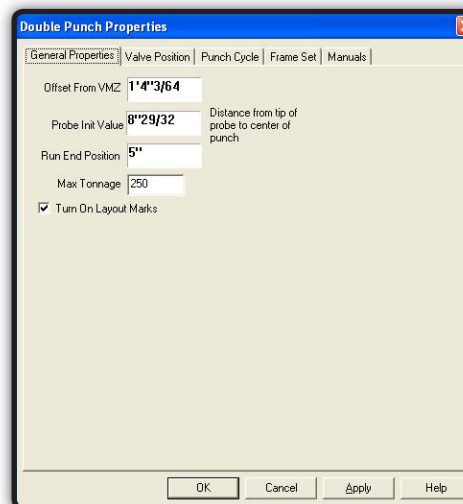 Double Punch Properties
General Properties Valve Position Punch Cycle Frame Set Manuals
Offset From VMZ 1'4"3/64
Probe Init Value 8"29/32 Distance from tip of
probe to center of
punch
Run End Position 5"
Max Tonnage 250
Turn On Layout Marks
OK Cancel Apply Help